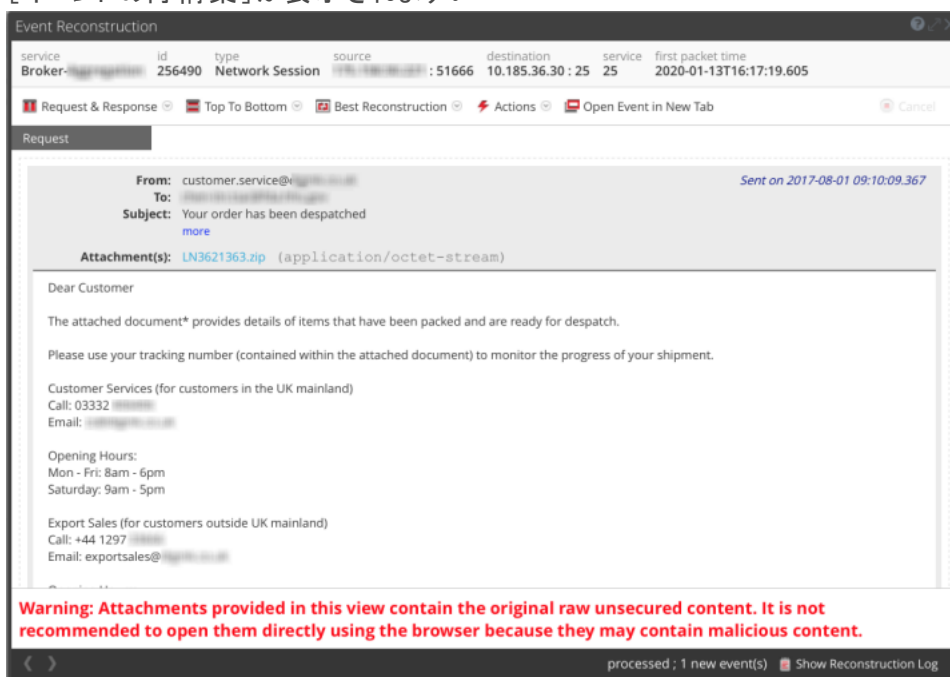 Event Reconstruction
service id type source destination service first packet time
Broker- 256490 Network Session : 51666 10.185.36.30 : 25 25 2020-01-13T16:17:19.605
Request & Response Top To Bottom Best Reconstruction Actions Open Event in New Tab Cancel
Request
From: customer.service@ Sent on 2017-08-01 09:10:09.367
To:
Subject: Your order has been despatched
more
Attachment(s): LN3621363.zip (application/octet-stream)
Dear Customer
The attached document* provides details of items that have been packed and are ready for despatch.
Please use your tracking number (contained within the attached document) to monitor the progress of your shipment.
Customer Services (for customers in the UK mainland)
Call: 03332
Email:
Opening Hours:
Mon - Fri: 8am - 6pm
Saturday: 9am - 5pm
Export Sales (for customers outside UK mainland)
Call: +44 1297
Email: exportsales@
Warning: Attachments provided in this view contain the original raw unsecured content. It is not
recommended to open them directly using the browser because they may contain malicious content.
processed ; 1 new event(s) Show Reconstruction Log